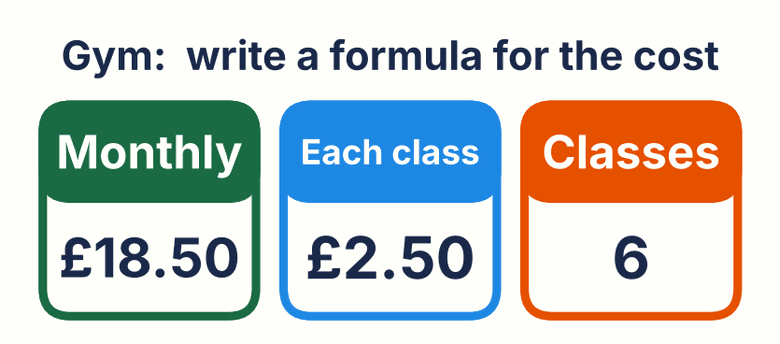 Gym: write a formula for the cost
Monthly
Each class
Classes
£18.50
£2.50
6